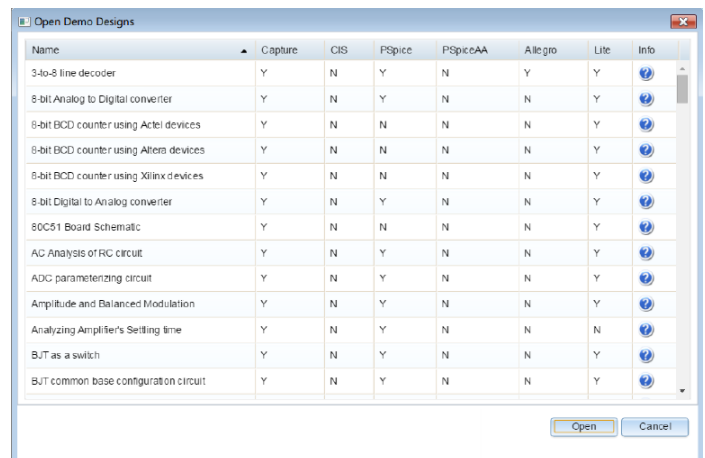 Open Demo Designs
Name Capture CIS PSpice PSpiceAA Allegro Lite Info
3-to-8 line decoder Y N Y N Y Y
8-bit Analog to Digital converter Y N Y N N Y
8-bit BCD counter using Actel devices Y N N N N Y
8-bit BCD counter using Altera devices Y N N N N Y
8-bit BCD counter using Xilinx devices Y N N N N Y
8-bit Digital to Analog converter Y N Y N N Y
80C51 Board Schematic Y N N N N Y
AC Analysis of RC circuit Y N Y N N Y
ADC parameterizing circuit Y N Y N N Y
Amplitude and Balanced Modulation Y N Y N N Y
Analyzing Amplifier's Settling time Y N Y N N N
BJT as a switch Y N Y N N Y
BJT common base configuration circuit Y N Y N N Y
Open Cancel